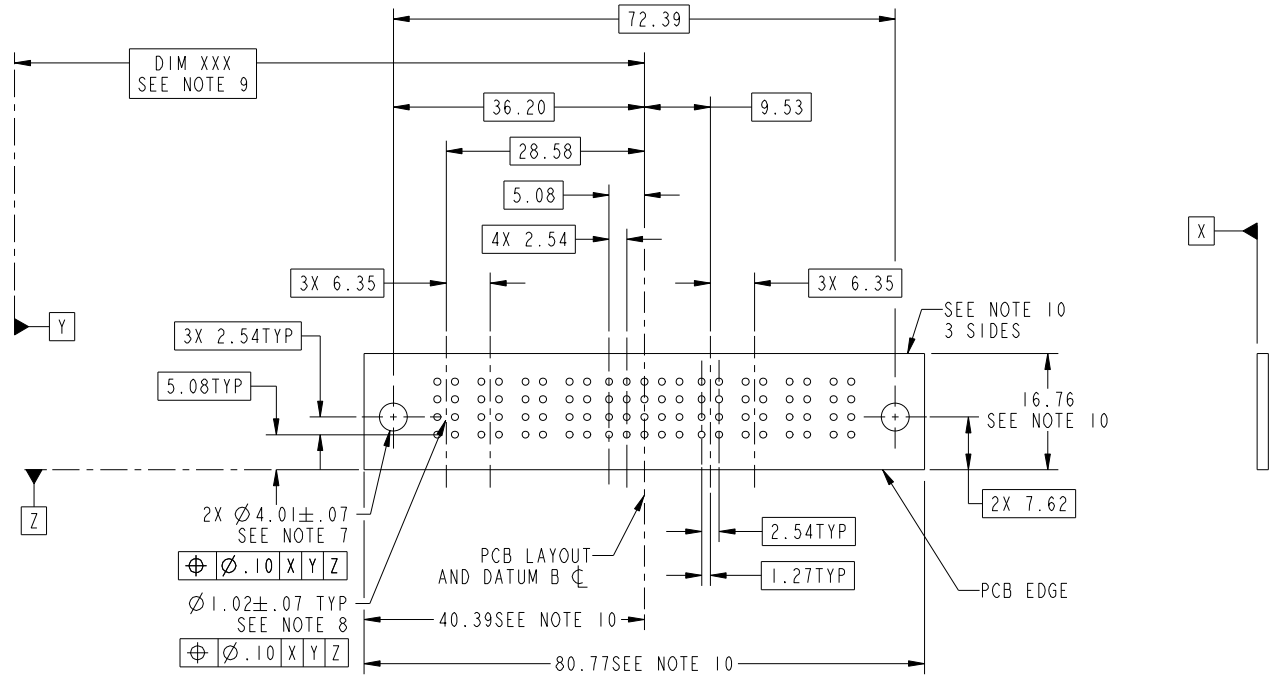 72.39
DIM XXX
SEE NOTE 9
36.20
9.53
28.58
5.08
4X 2.54
X
3X 6.35
3X 6.35
SEE NOTE 10
3 SIDES
Y
3X 2.54TYP
5.08TYP
16.76
SEE NOTE 10
Z
2X Ø4.01±.07
SEE NOTE 7
⌖ Ø.10 X Y Z
2X 7.62
2.54TYP
PCB LAYOUT
AND DATUM B ℄
1.27TYP
PCB EDGE
Ø1.02±.07 TYP
SEE NOTE 8
⌖ Ø.10 X Y Z
40.39SEE NOTE 10
80.77SEE NOTE 10